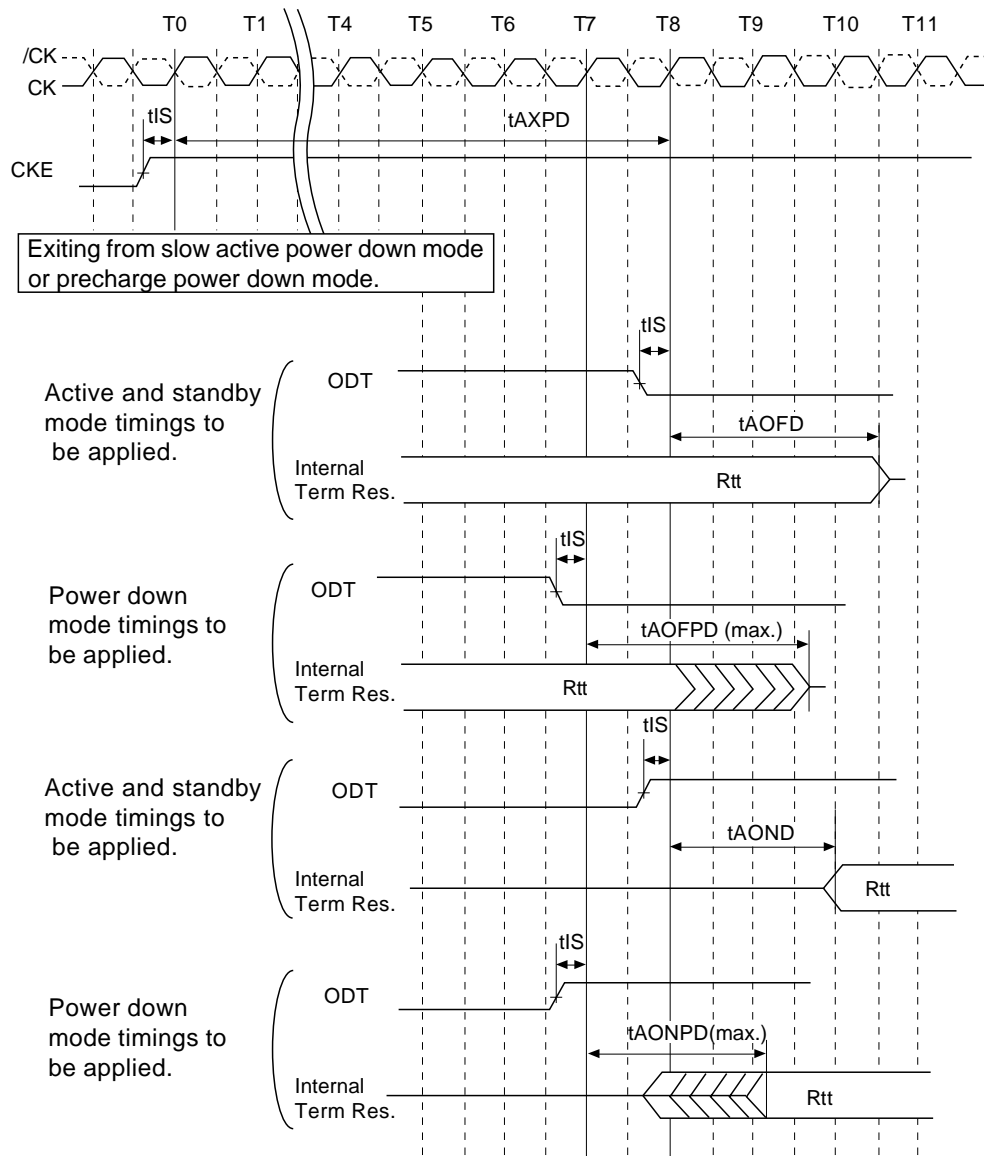 T0 T1 T4 T5 T6 T7 T8 T9 T10 T11
/CK
CK
tIS tAXPD
CKE
Exiting from slow active power down mode
or precharge power down mode.
tIS
Active and standby
mode timings to
be applied.
ODT
tAOFD
Internal
Term Res.
Rtt
tIS
Power down
mode timings to
be applied.
ODT
tAOFPD (max.)
Internal
Term Res.
Rtt
tIS
Active and standby
mode timings to
be applied.
ODT
tAOND
Internal
Term Res.
Rtt
tIS
Power down
mode timings to
be applied.
ODT
tAONPD(max.)
Internal
Term Res.
Rtt